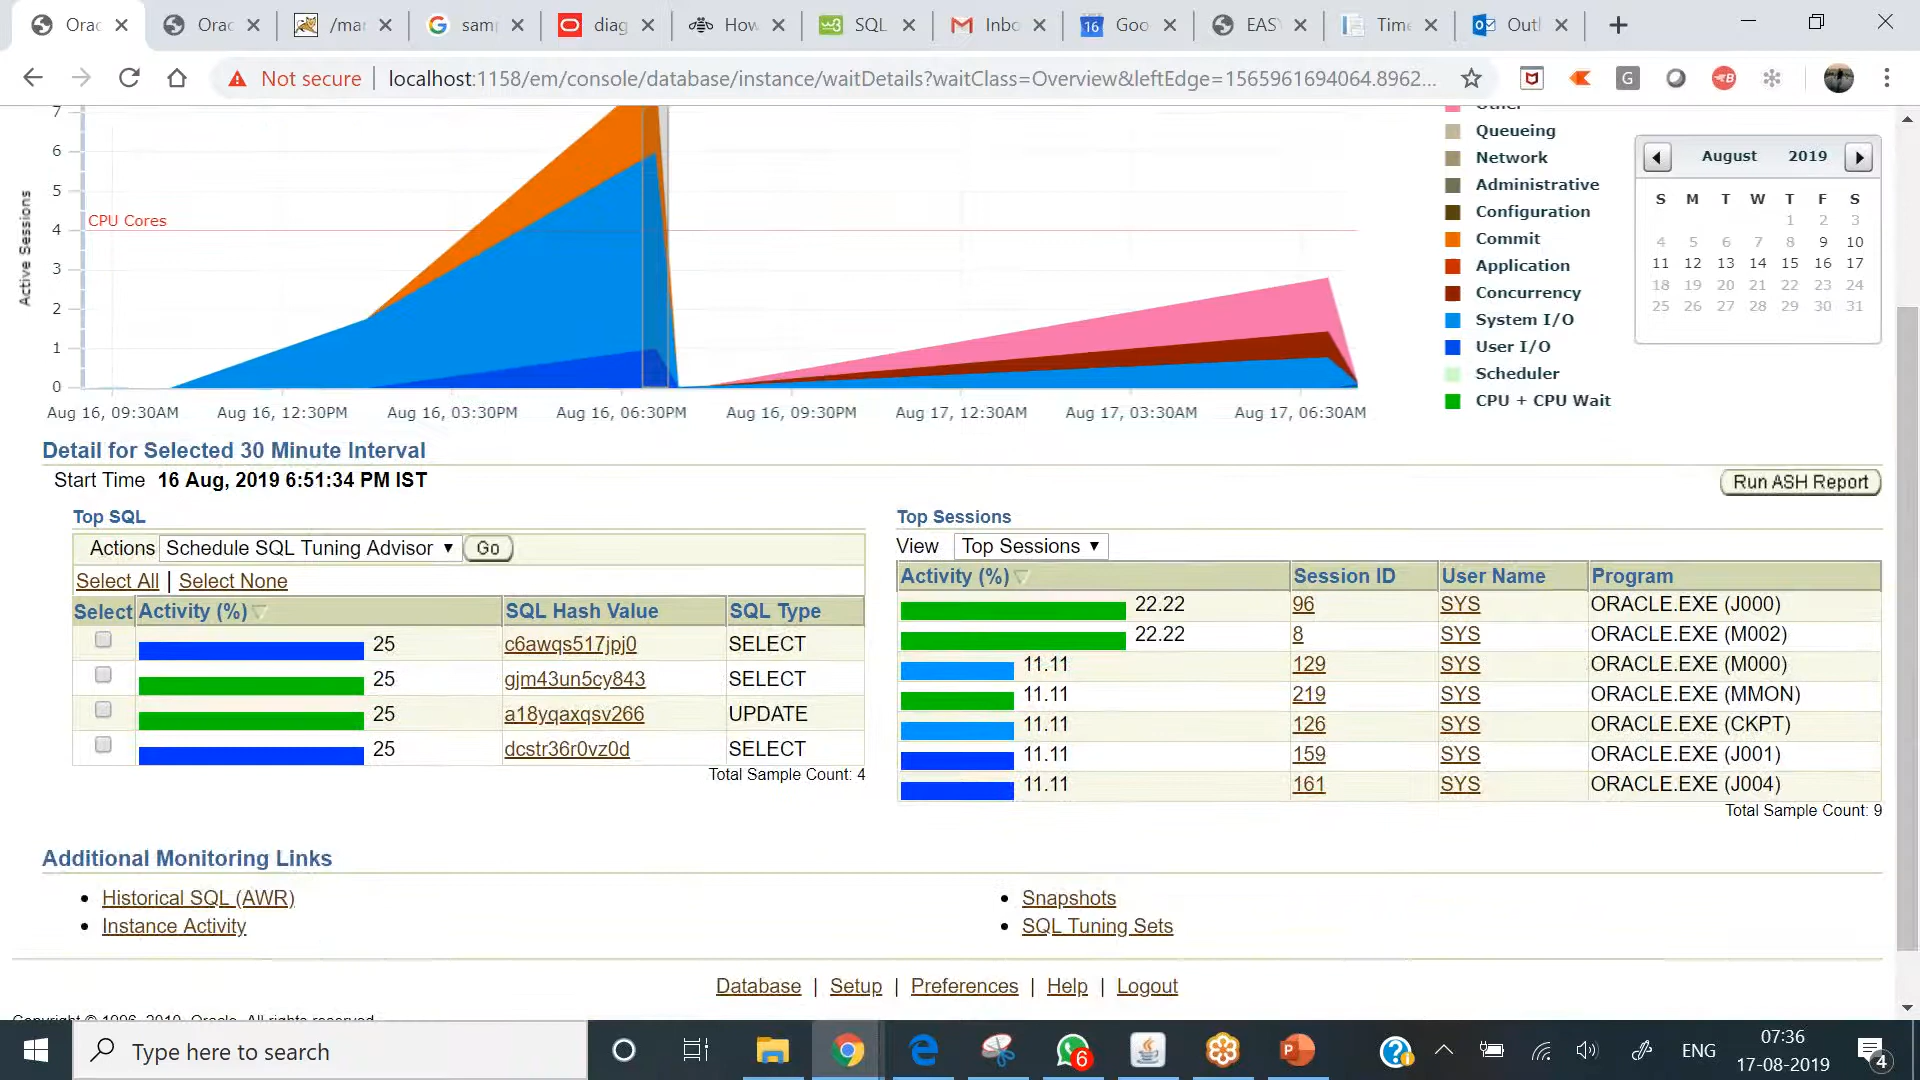 Orac
Orac
/mar
sam
diag
How
SQL
Inbo
16
Goo
EAS
Time
Outl
Not secure
localhost:1158/em/console/database/instance/waitDetails?waitClass=Overview&leftEdge=1565961694064.8962...
Active Sessions
7
6
5
4
3
2
1
0
CPU Cores
Aug 16, 09:30AM
Aug 16, 12:30PM
Aug 16, 03:30PM
Aug 16, 06:30PM
Aug 16, 09:30PM
Aug 17, 12:30AM
Aug 17, 03:30AM
Aug 17, 06:30AM
Other
Queueing
Network
Administrative
Configuration
Commit
Application
Concurrency
System I/O
User I/O
Scheduler
CPU + CPU Wait
August 2019
S M T W T F S
1 2 3
4 5 6 7 8 9 10
11 12 13 14 15 16 17
18 19 20 21 22 23 24
25 26 27 28 29 30 31
Detail for Selected 30 Minute Interval
Start Time 16 Aug, 2019 6:51:34 PM IST
Run ASH Report
Top SQL
Actions Schedule SQL Tuning Advisor Go
Select All | Select None
Select Activity (%) SQL Hash Value SQL Type
25 c6awqs517jpj0 SELECT
25 gjm43un5cy843 SELECT
25 a18yqaxqsv266 UPDATE
25 dcstr36r0vz0d SELECT
Total Sample Count: 4
Top Sessions
View Top Sessions
Activity (%) Session ID User Name Program
22.22 96 SYS ORACLE.EXE (J000)
22.22 8 SYS ORACLE.EXE (M002)
11.11 129 SYS ORACLE.EXE (M000)
11.11 219 SYS ORACLE.EXE (MMON)
11.11 126 SYS ORACLE.EXE (CKPT)
11.11 159 SYS ORACLE.EXE (J001)
11.11 161 SYS ORACLE.EXE (J004)
Total Sample Count: 9
Additional Monitoring Links
Historical SQL (AWR)
Instance Activity
Snapshots
SQL Tuning Sets
Database | Setup | Preferences | Help | Logout
Copyright © 1996, 2010, Oracle. All rights reserved.
Type here to search
6
ENG
07:36
17-08-2019
4